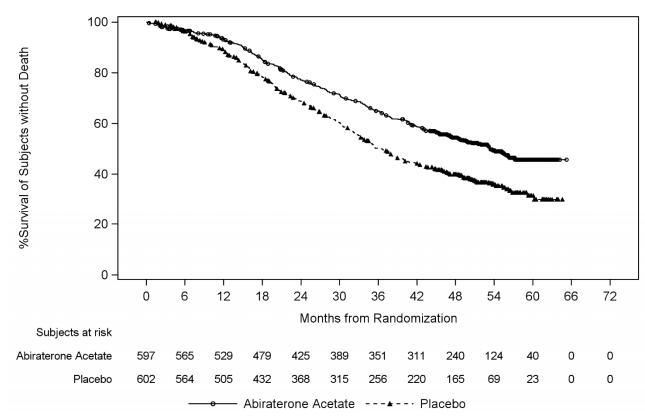 %Survival of Subjects without Death
100
80
60
40
20
0
0 6 12 18 24 30 36 42 48 54 60 66 72
Months from Randomization
Subjects at risk
Abiraterone Acetate 597 565 529 479 425 389 351 311 240 124 40 0 0
Placebo 602 564 505 432 368 315 256 220 165 69 23 0 0
Abiraterone Acetate Placebo